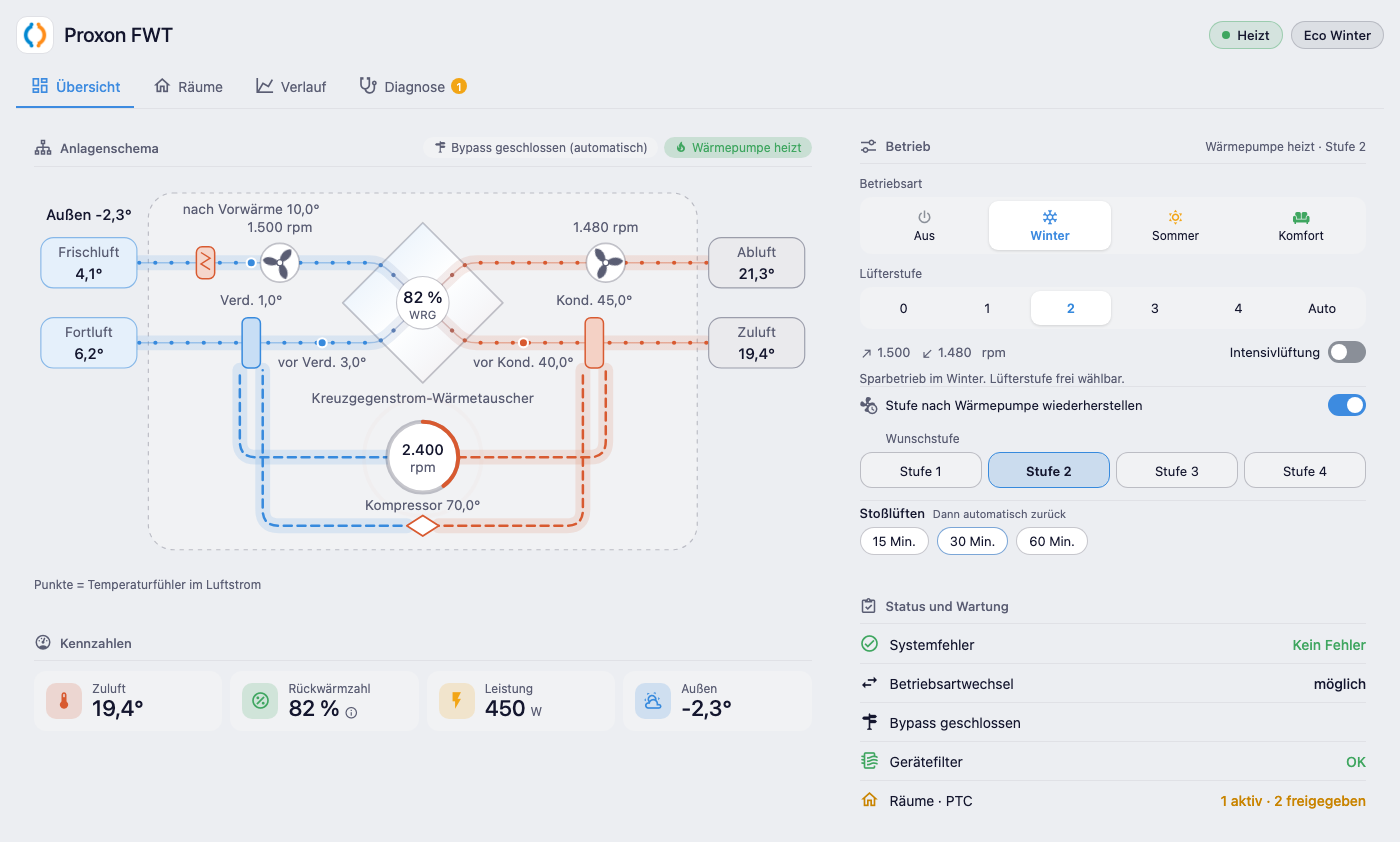 Proxon FWT
Heizt
Eco Winter
Übersicht
Räume
Verlauf
Diagnose 1
Anlagenschema
Bypass geschlossen (automatisch)
Wärmepumpe heizt
Außen -2,3°
nach Vorwärme 10,0°
1.500 rpm
1.480 rpm
Frischluft
4,1°
Abluft
21,3°
82 %
WRG
Verd. 1,0°
Kond. 45,0°
Fortluft
6,2°
Zuluft
19,4°
vor Verd. 3,0°
vor Kond. 40,0°
Kreuzgegenstrom-Wärmetauscher
2.400
rpm
Kompressor 70,0°
Punkte = Temperaturfühler im Luftstrom
Kennzahlen
Zuluft
19,4°
Rückwärmzahl
82 %
Leistung
450 W
Außen
-2,3°
Betrieb
Wärmepumpe heizt · Stufe 2
Betriebsart
Aus
Winter
Sommer
Komfort
Lüfterstufe
0
1
2
3
4
Auto
1.500 1.480 rpm
Intensivlüftung
Sparbetrieb im Winter. Lüfterstufe frei wählbar.
Stufe nach Wärmepumpe wiederherstellen
Wunschstufe
Stufe 1
Stufe 2
Stufe 3
Stufe 4
Stoßlüften Dann automatisch zurück
15 Min.
30 Min.
60 Min.
Status und Wartung
Systemfehler
Kein Fehler
Betriebsartwechsel
möglich
Bypass geschlossen
Gerätefilter
OK
Räume · PTC
1 aktiv · 2 freigegeben